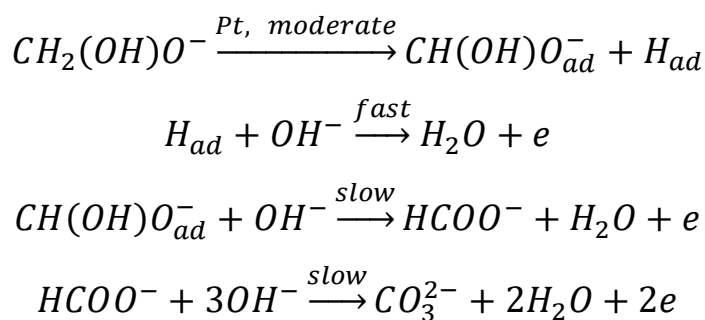 CH₂(OH)O⁻ —Pt, moderate→ CH(OH)O⁻ₐd + Hₐd
Hₐd + OH⁻ —fast→ H₂O + e
CH(OH)O⁻ₐd + OH⁻ —slow→ HCOO⁻ + H₂O + e
HCOO⁻ + 3OH⁻ —slow→ CO₃²⁻ + 2H₂O + 2e